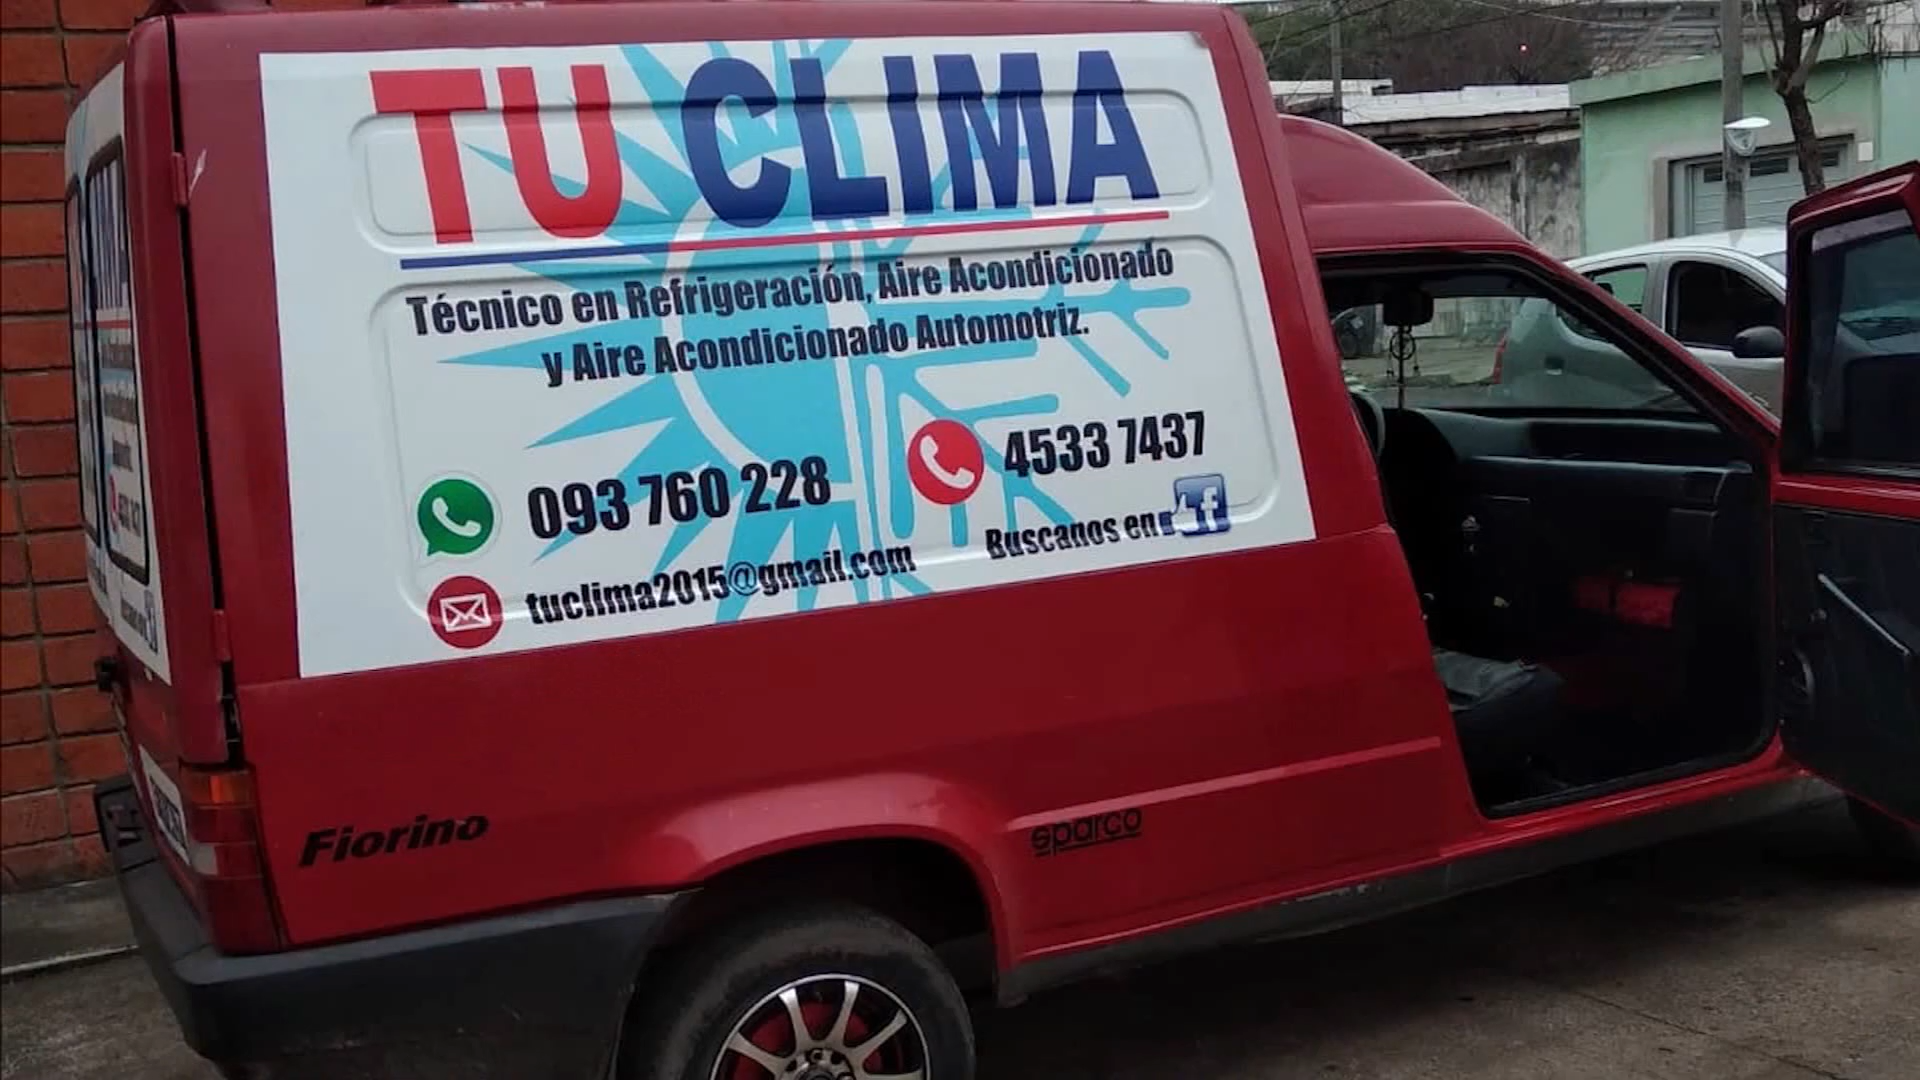 TU CLIMA
Técnico en Refrigeración, Aire Acondicionado
y Aire Acondicionado Automotriz.
093 760 228
4533 7437
tuclima2015@gmail.com
Buscanos en f
Fiorino
sparco